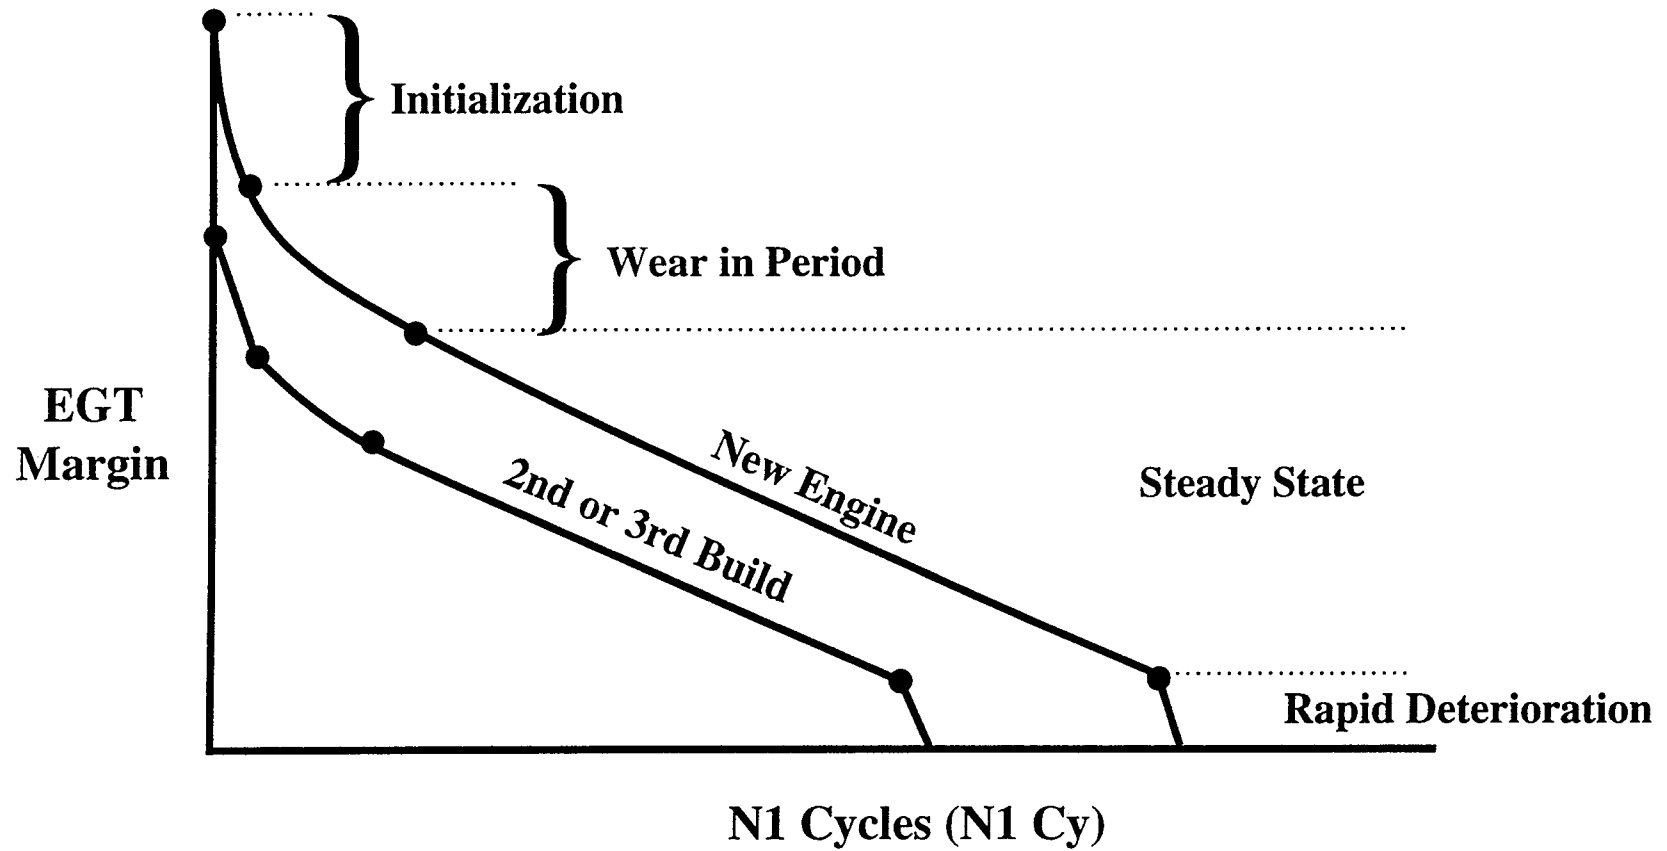 Initialization
Wear in Period
EGT
Margin
New Engine
2nd or 3rd Build
Steady State
Rapid Deterioration
N1 Cycles (N1 Cy)